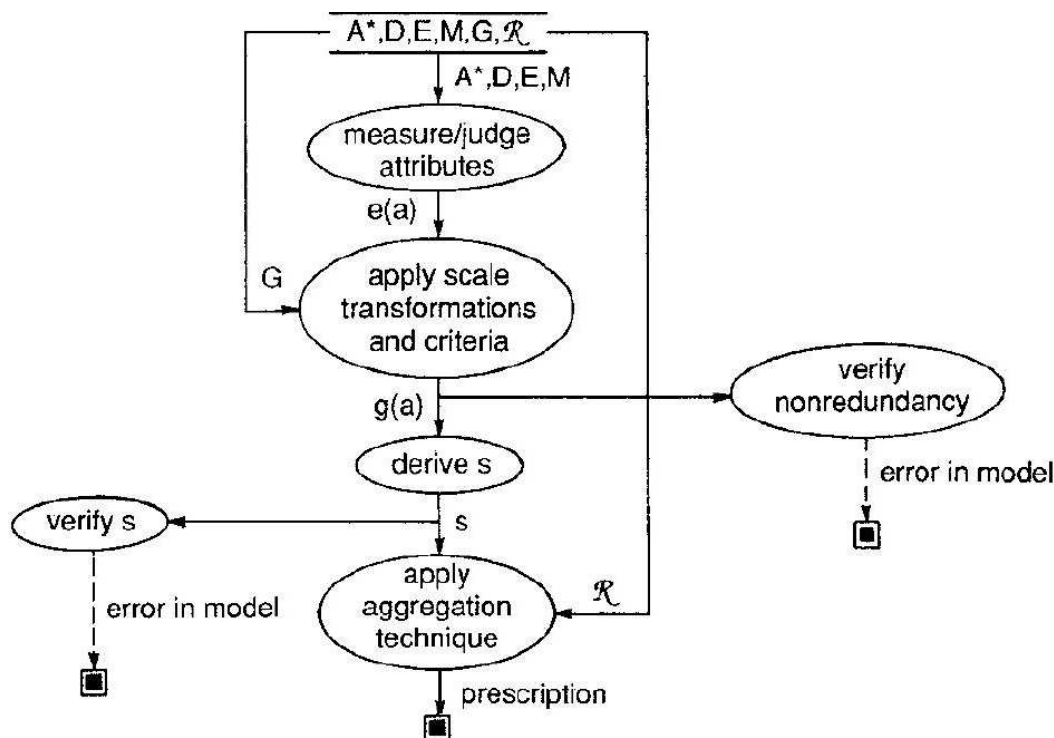 A*,D,E,M,G,ℛ
A*,D,E,M
measure/judge
attributes
e(a)
G
apply scale
transformations
and criteria
verify
nonredundancy
g(a)
derive s
error in model
verify s
s
apply
aggregation
technique
ℛ
error in model
prescription